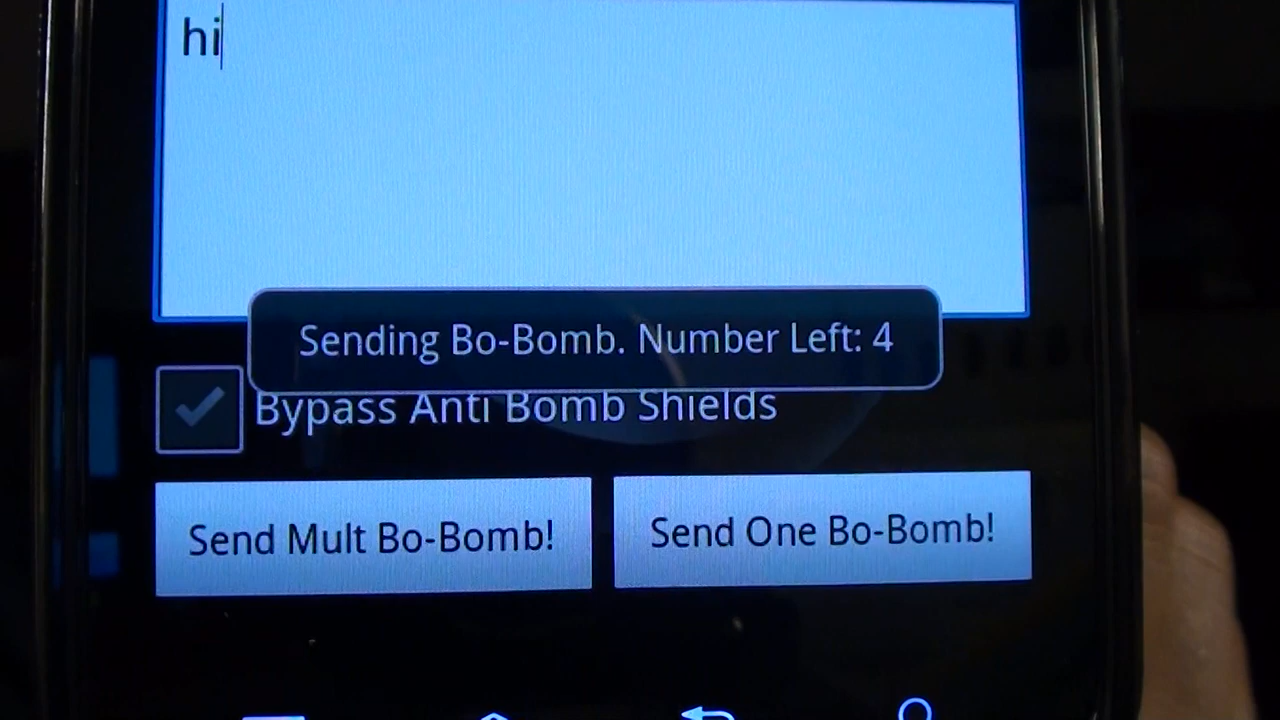 hi
Sending Bo-Bomb. Number Left: 4
Bypass Anti Bomb Shields
Send Mult Bo-Bomb!
Send One Bo-Bomb!